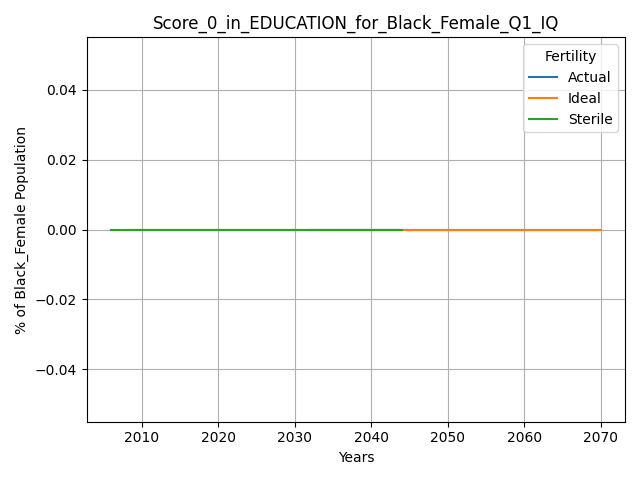 Score_0_in_EDUCATION_for_Black_Female_Q1_IQ
Fertility
Actual
Ideal
Sterile
% of Black_Female Population
0.04
0.02
0.00
−0.02
−0.04
2010 2020 2030 2040 2050 2060 2070
Years